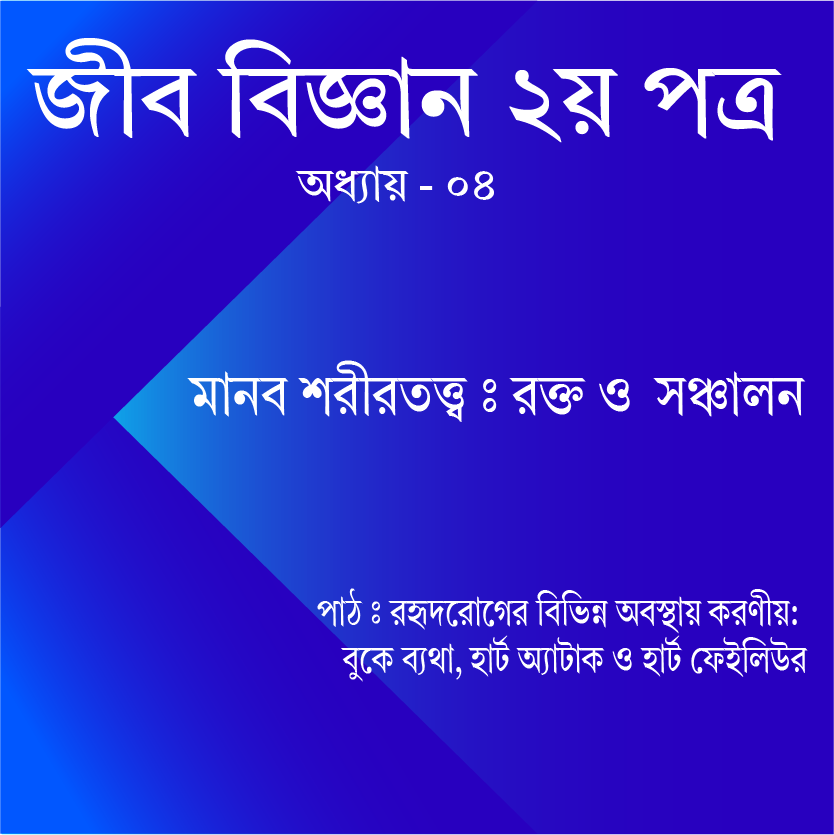 জীব বিজ্ঞান ২য় পত্র
অধ্যায় - ০৪
মানব শরীরতত্ত্ব ঃ রক্ত ও সঞ্চালন
পাঠ ঃ রহৃদরোগের বিভিন্ন অবস্থায় করণীয়:
বুকে ব্যথা, হার্ট অ্যাটাক ও হার্ট ফেইলিউর